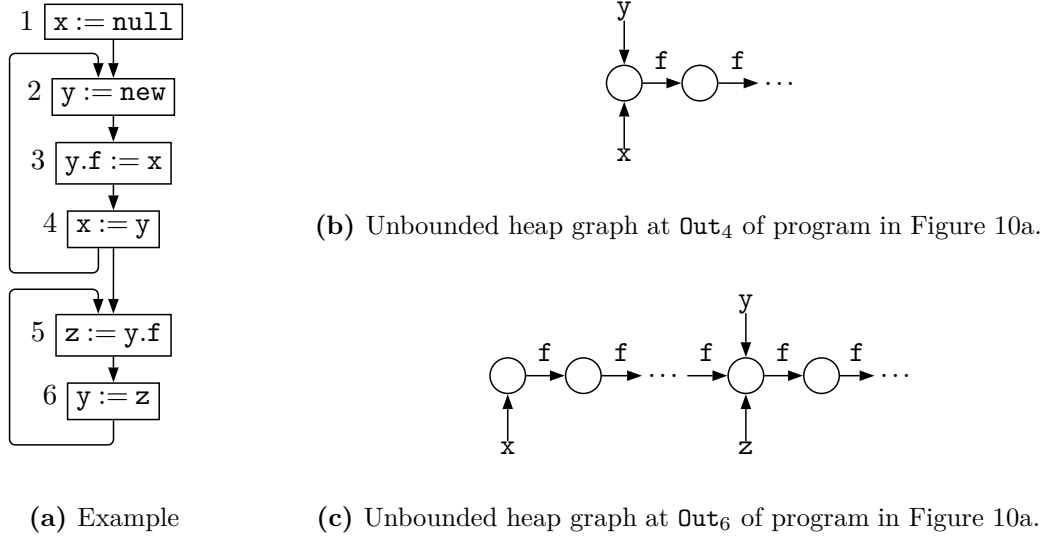 1 x := null
2 y := new
3 y.f := x
4 x := y
5 z := y.f
6 y := z
(a) Example
y
f f
...
x
(b) Unbounded heap graph at Out₄ of program in Figure 10a.
y
f f f f f
... ...
x z
(c) Unbounded heap graph at Out₆ of program in Figure 10a.